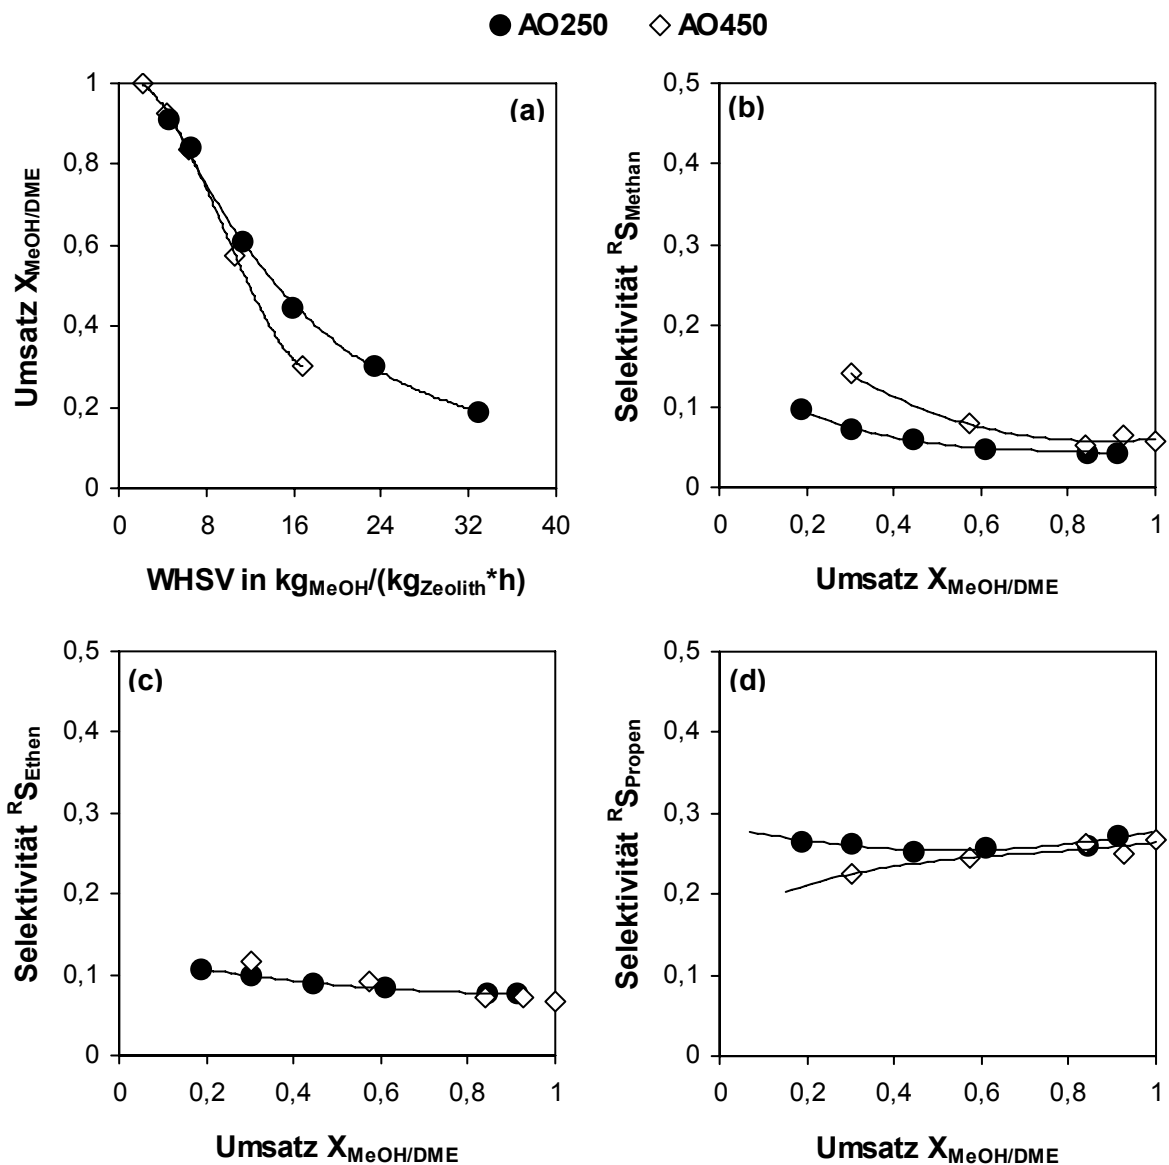 AO250 AO450
(a)
Umsatz X_MeOH/DME
1
0,8
0,6
0,4
0,2
0
0 8 16 24 32 40
WHSV in kg_MeOH/(kg_Zeolith*h)
(b)
Selektivität ^RS_Methan
0,5
0,4
0,3
0,2
0,1
0
0 0,2 0,4 0,6 0,8 1
Umsatz X_MeOH/DME
(c)
Selektivität ^RS_Ethen
0,5
0,4
0,3
0,2
0,1
0
0 0,2 0,4 0,6 0,8 1
Umsatz X_MeOH/DME
(d)
Selektivität ^RS_Propen
0,5
0,4
0,3
0,2
0,1
0
0 0,2 0,4 0,6 0,8 1
Umsatz X_MeOH/DME